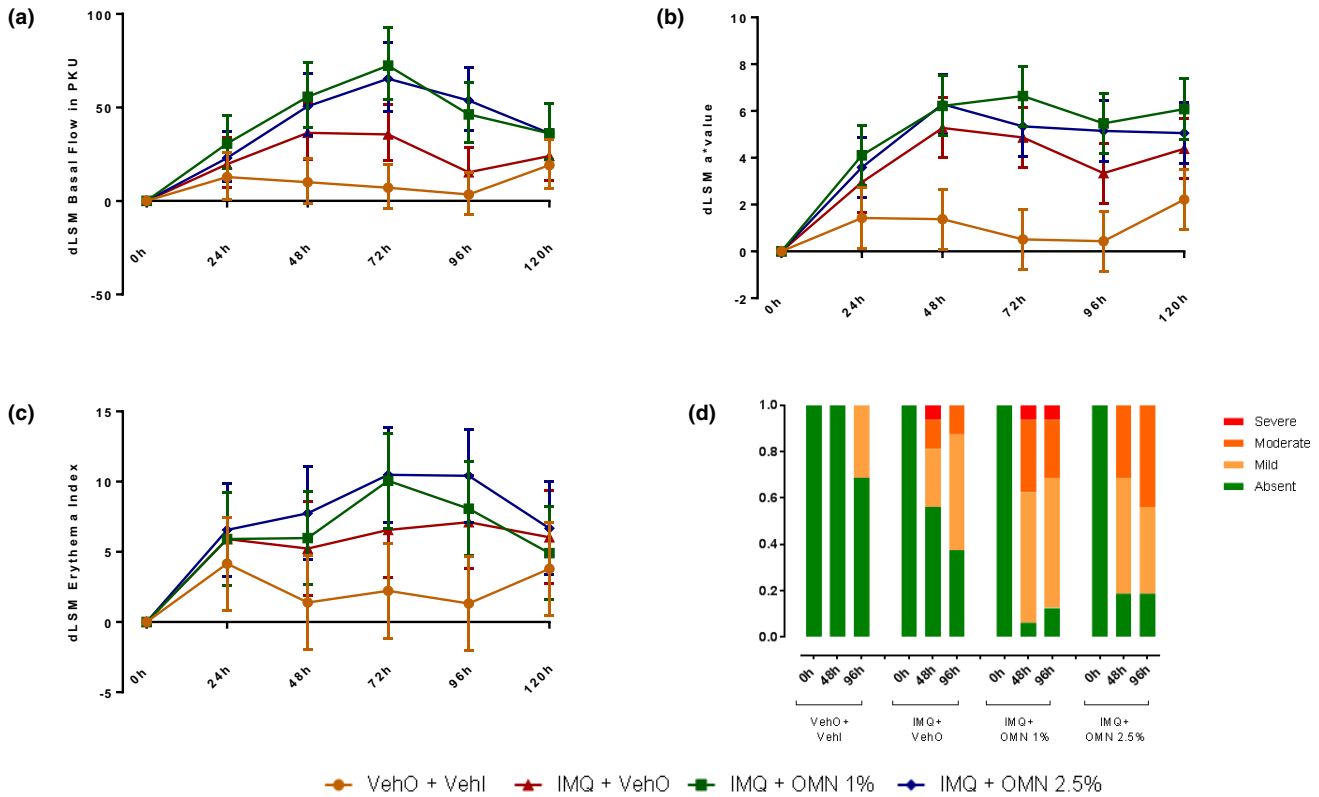 (a)
dLSM Basal Flow in PKU
100
50
0
-50
0h
24h
48h
72h
96h
120h
(b)
dLSM a*value
10
8
6
4
2
0
-2
0h
24h
48h
72h
96h
120h
(c)
dLSM Erythema Index
15
10
5
0
-5
0h
24h
48h
72h
96h
120h
(d)
1.0
0.8
0.6
0.4
0.2
0.0
0h
48h
96h
0h
48h
96h
0h
48h
96h
0h
48h
96h
VehO +
VehI
IMQ+
VehO
IMQ+
OMN 1%
IMQ+
OMN 2.5%
Severe
Moderate
Mild
Absent
VehO + VehI
IMQ + VehO
IMQ + OMN 1%
IMQ + OMN 2.5%